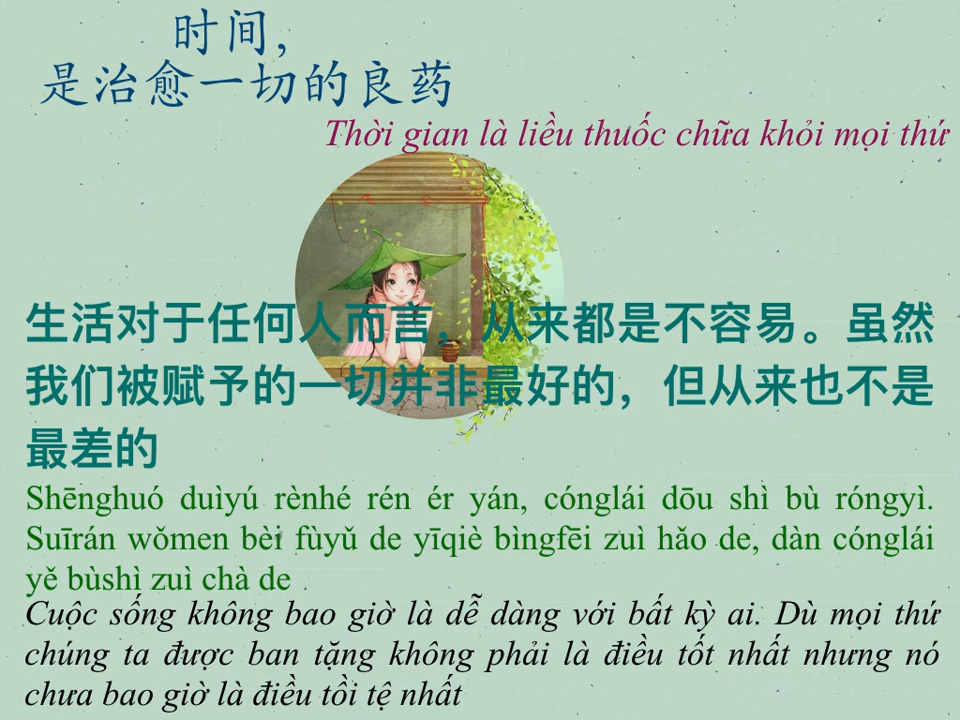 时间，
是治愈一切的良药
Thời gian là liều thuốc chữa khỏi mọi thứ
生活对于任何人而言，从来都是不容易。虽然
我们被赋予的一切并非最好的，但从来也不是
最差的
Shēnghuó duìyú rènhé rén ér yán, cónglái dōu shì bù róngyì.
Suīrán wǒmen bèi fùyǔ de yīqiè bìngfēi zuì hǎo de, dàn cónglái
yě bùshì zuì chà de
Cuộc sống không bao giờ là dễ dàng với bất kỳ ai. Dù mọi thứ
chúng ta được ban tặng không phải là điều tốt nhất nhưng nó
chưa bao giờ là điều tồi tệ nhất